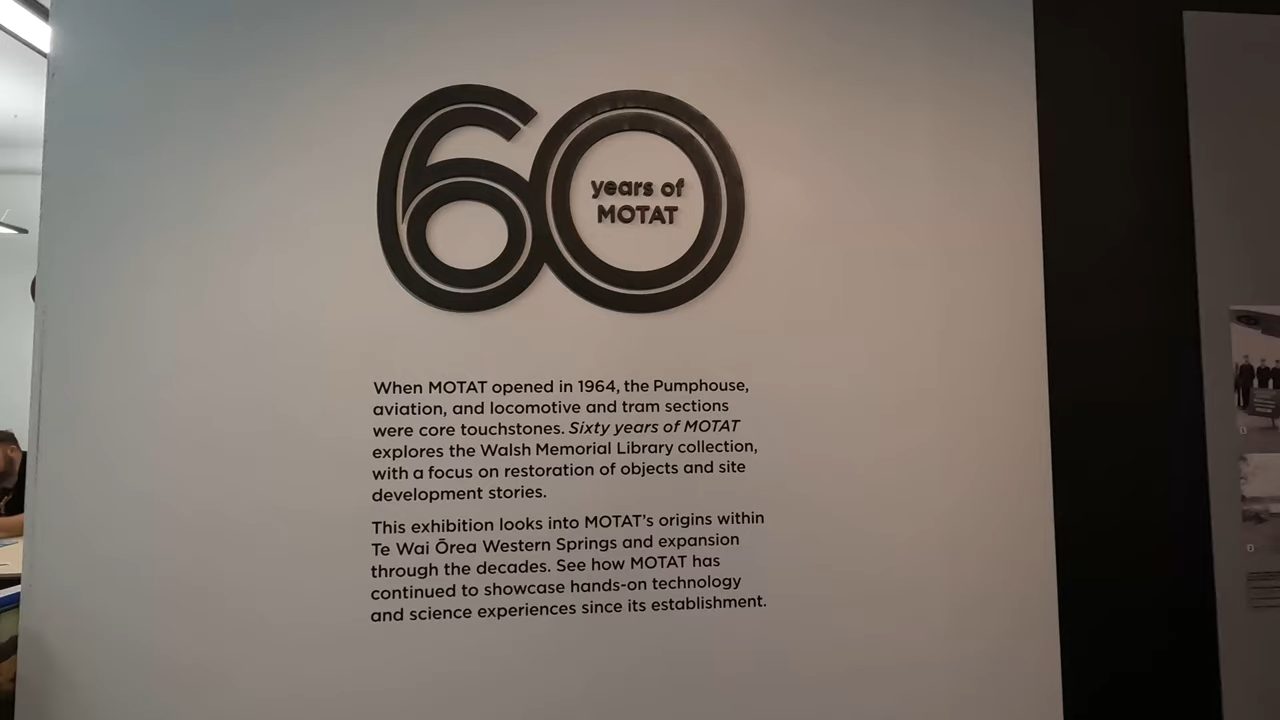 60
years of
MOTAT
When MOTAT opened in 1964, the Pumphouse,
aviation, and locomotive and tram sections
were core touchstones. Sixty years of MOTAT
explores the Walsh Memorial Library collection,
with a focus on restoration of objects and site
development stories.
This exhibition looks into MOTAT's origins within
Te Wai Ōrea Western Springs and expansion
through the decades. See how MOTAT has
continued to showcase hands-on technology
and science experiences since its establishment.